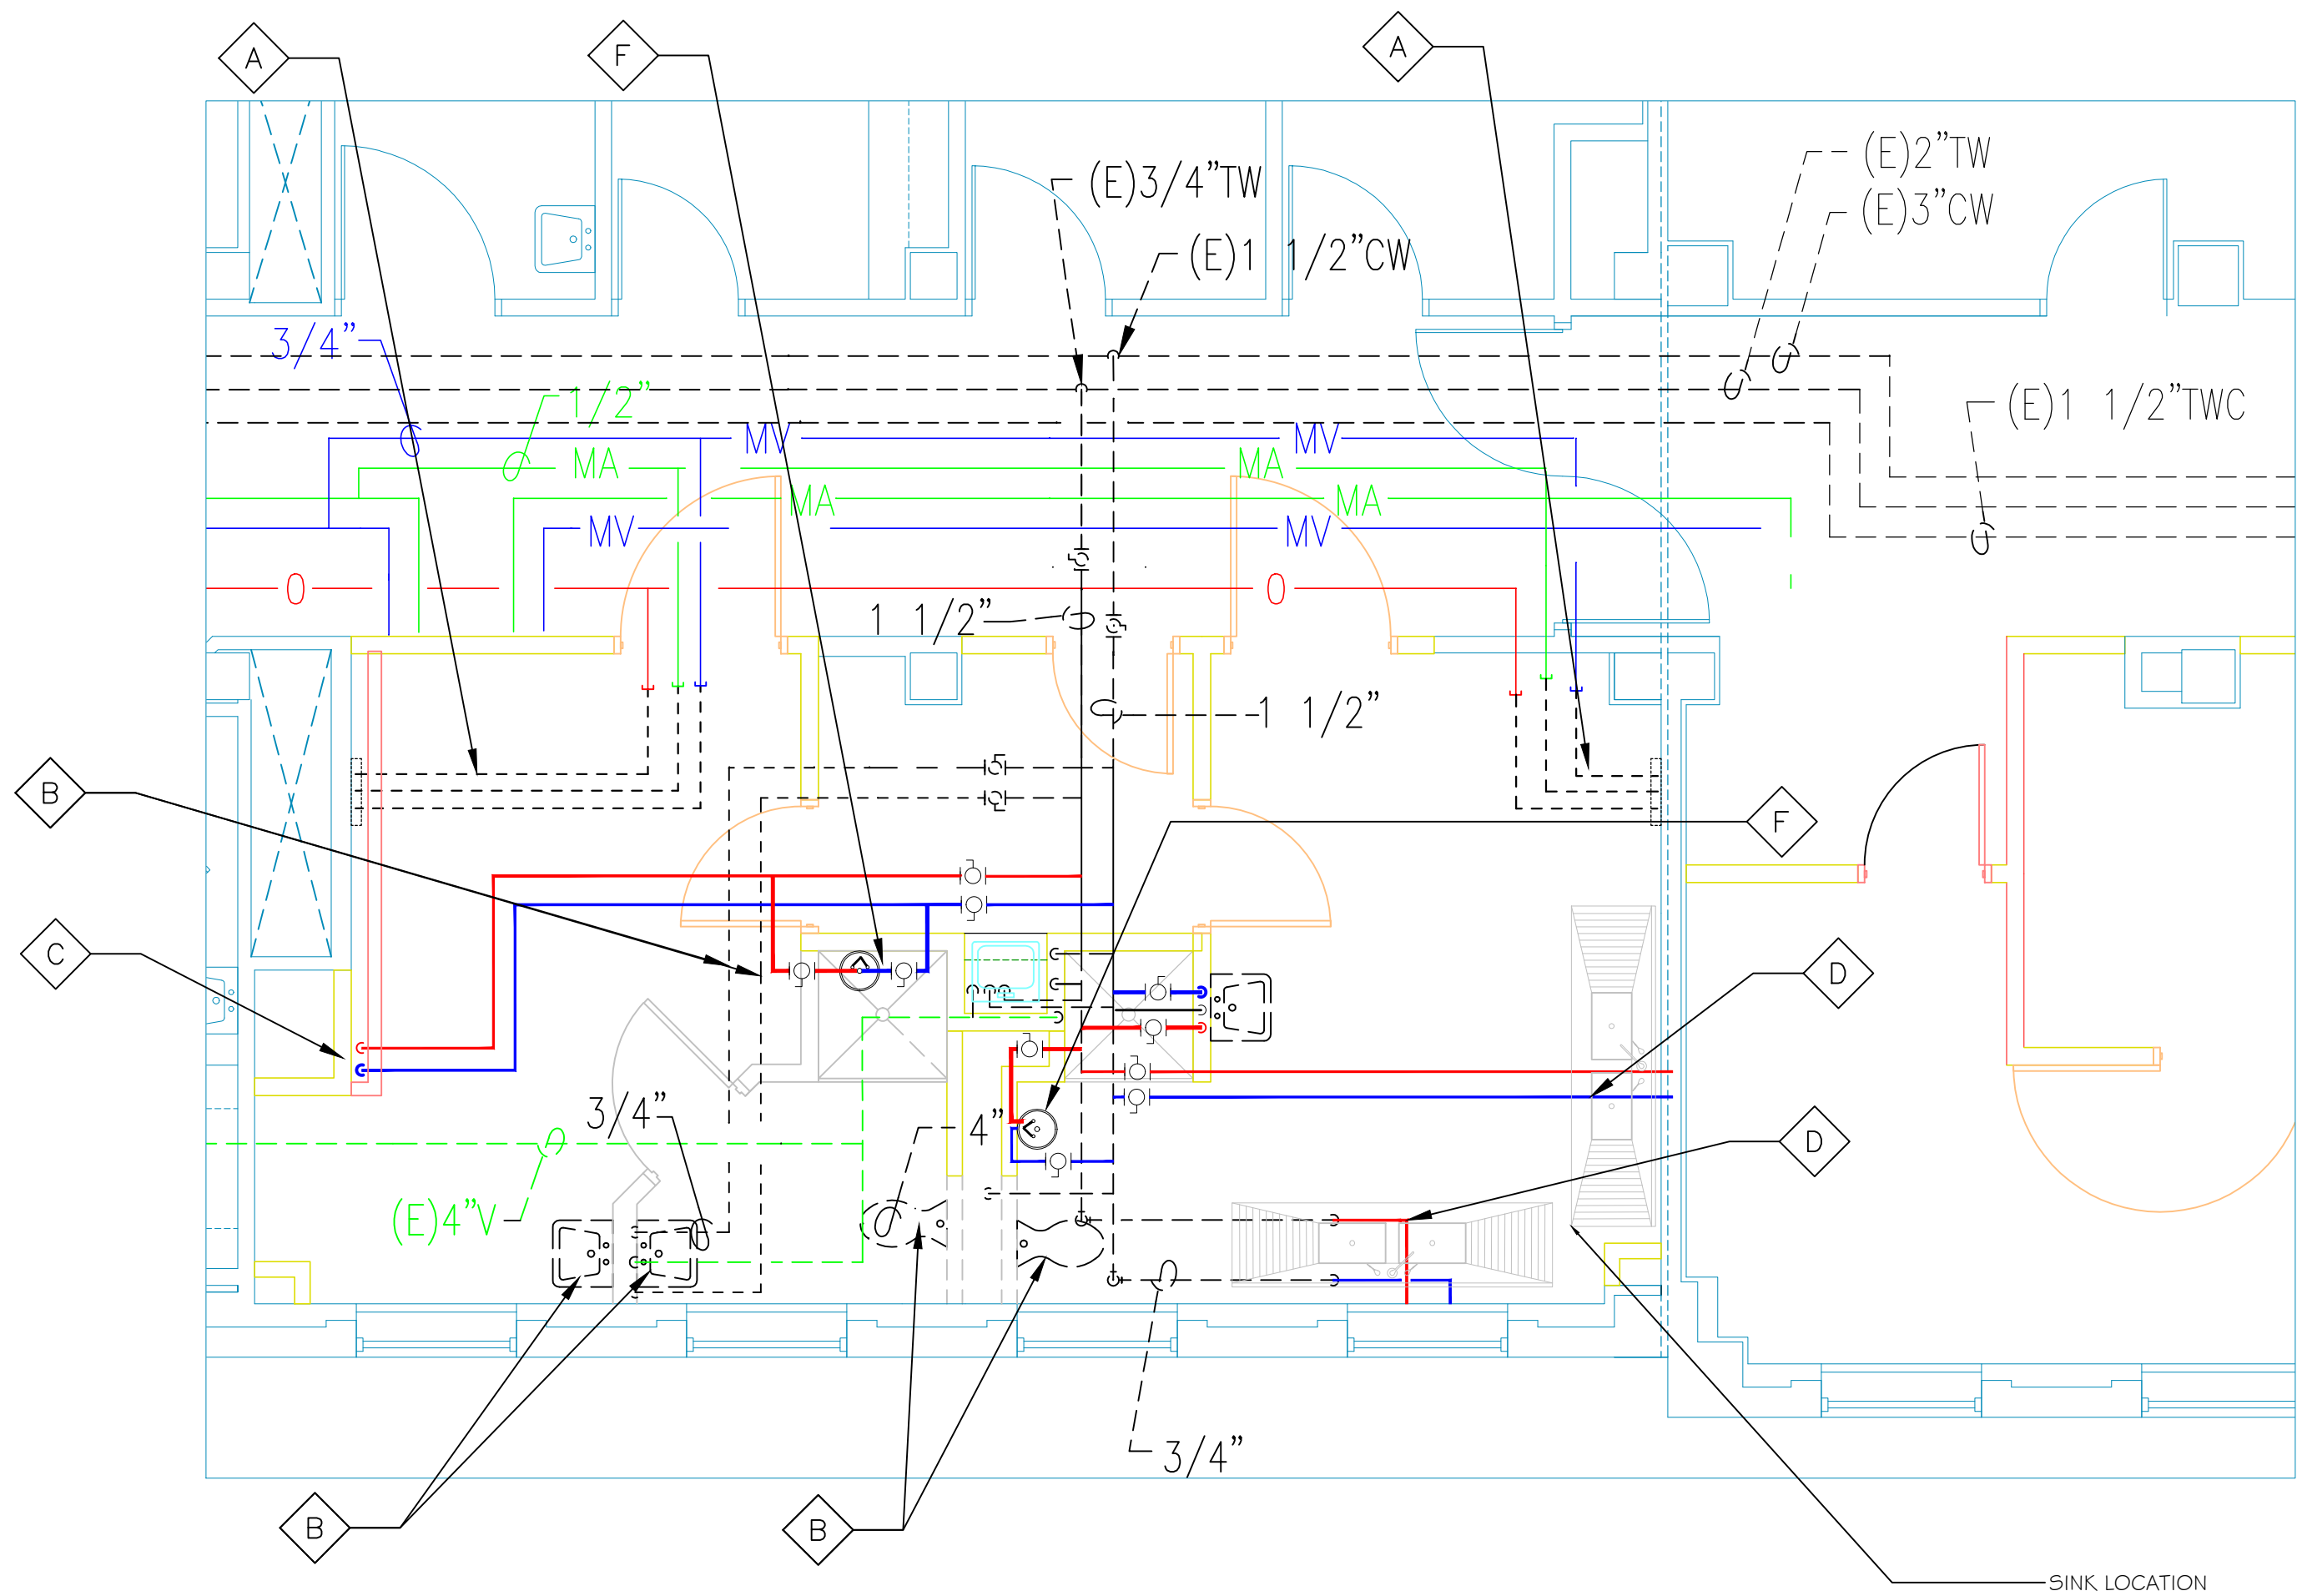 A
F
A
(E)2”TW
(E)3/4”TW
(E)3”CW
(E)1 1/2”CW
3/4”
1/2”
(E)1 1/2”TWC
MV
MV
MA
MA
MA
MA
MV
MV
O
O
1 1/2”
1 1/2”
B
F
C
D
3/4”
4”
D
(E)4”V
3/4”
B
B
SINK LOCATION